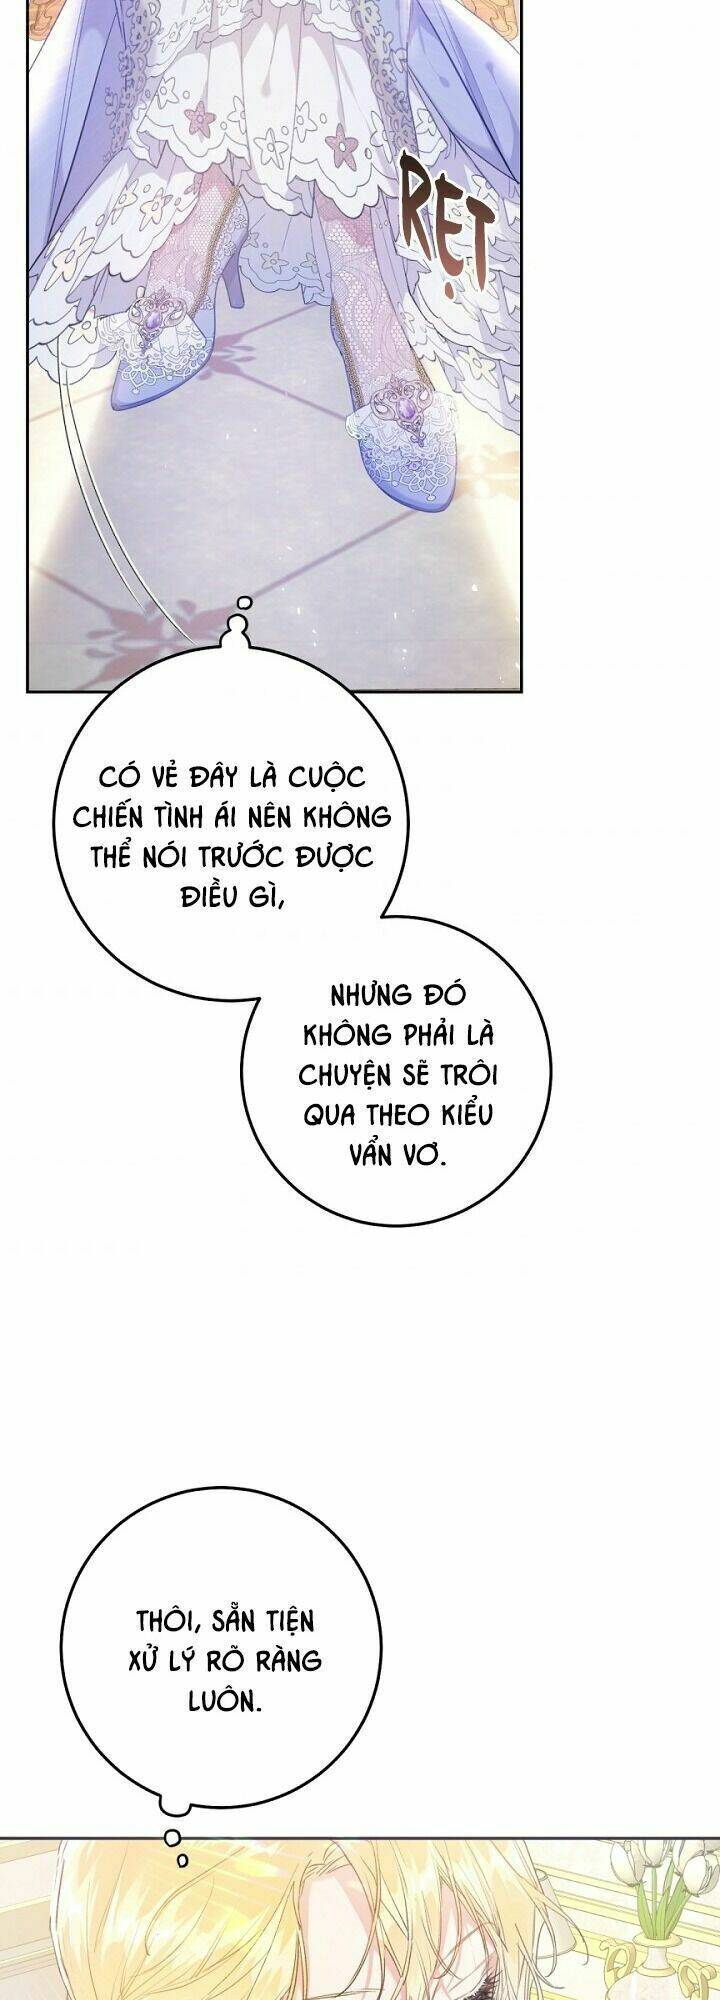 RẸT
CÓ VẺ ĐÂY LÀ CUỘC
CHIẾN TÌNH ÁI NÊN KHÔNG
THỂ NÓI TRƯỚC ĐƯỢC
ĐIỀU GÌ,
NHƯNG ĐÓ
KHÔNG PHẢI LÀ
CHUYỆN SẼ TRÔI
QUA THEO KIỂU
VẨN VƠ.
THÔI, SẴN TIỆN
XỬ LÝ RÕ RÀNG
LUÔN.